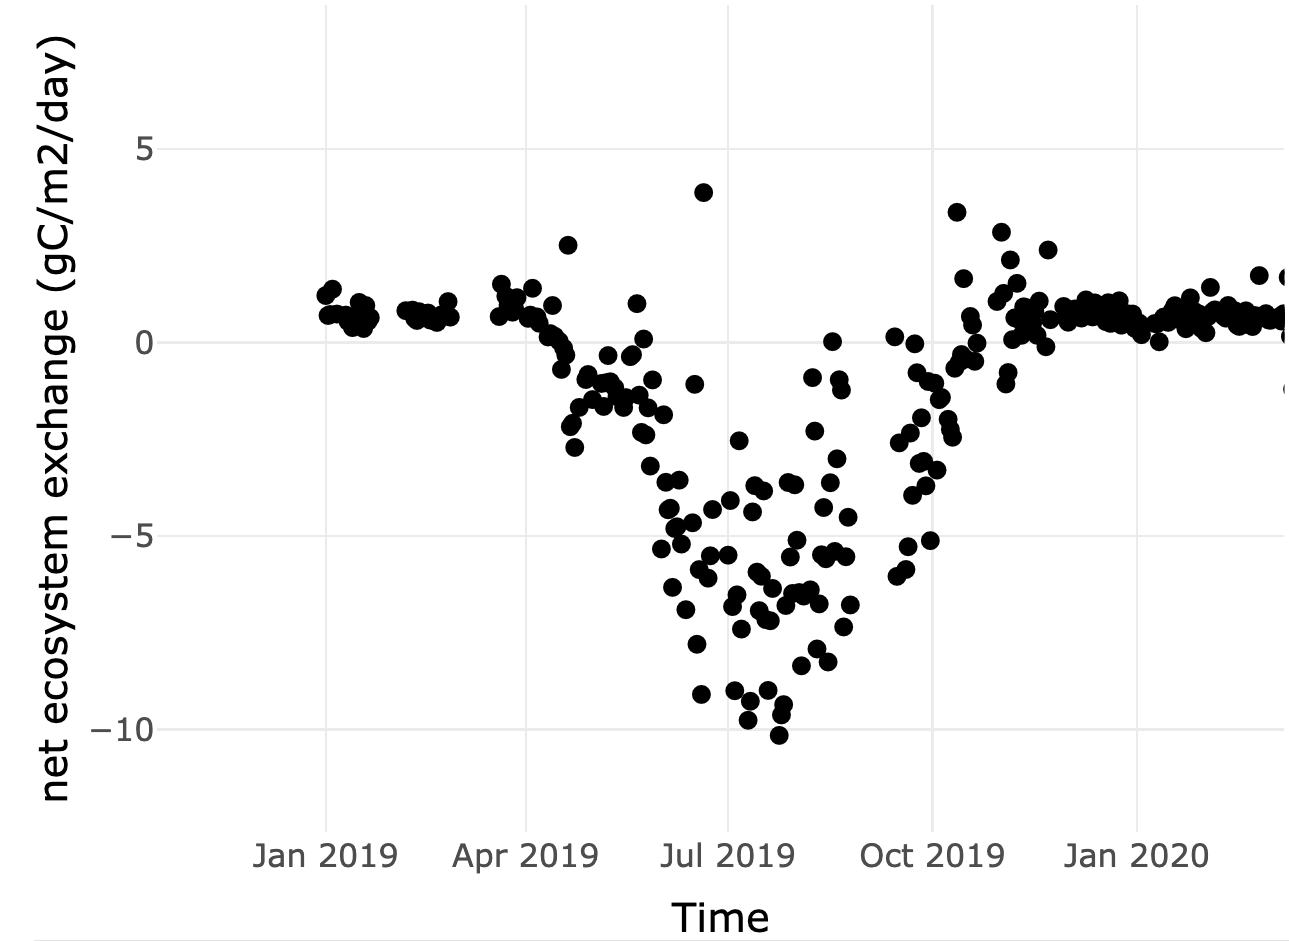 net ecosystem exchange (gC/m2/day)
5
0
−5
−10
Jan 2019 Apr 2019 Jul 2019 Oct 2019 Jan 2020
Time